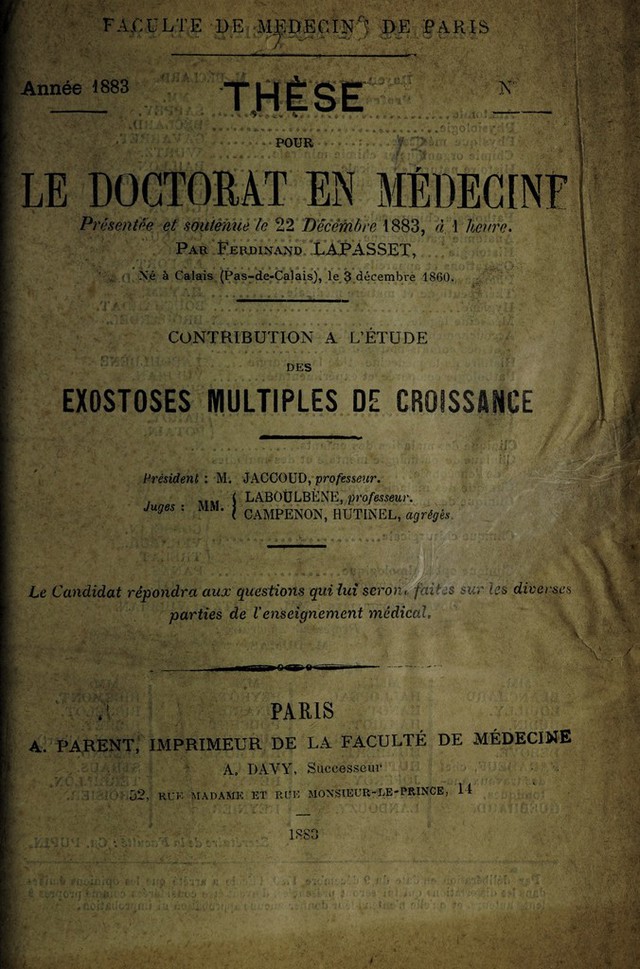 FACULTE DE MEDECINE DE PARIS
Année 1883
THÈSE
N
POUR
LE DOCTORAT EN MÉDECINE
Présentée et soutenue le 22 Décembre 1883, à 1 heure.
PAR FERDINAND LAPASSET,
Né à Calais (Pas-de-Calais), le 3 décembre 1860.
CONTRIBUTION A L'ÉTUDE
DES
EXOSTOSES MULTIPLES DE CROISSANCE
Président : M. JACCOUD, professeur.
Juges : MM. { LABOULBÈNE, professeur.
CAMPENON, HUTINEL, agrégés.
Le Candidat répondra aux questions qui lui seron, faites sur les diverses
parties de l'enseignement médical.
PARIS
A. PARENT, IMPRIMEUR DE LA FACULTÉ DE MÉDECINE
A. DAVY, Successeur
52, RUE MADAME ET RUE MONSIEUR-LE-PRINCE, 14
1883